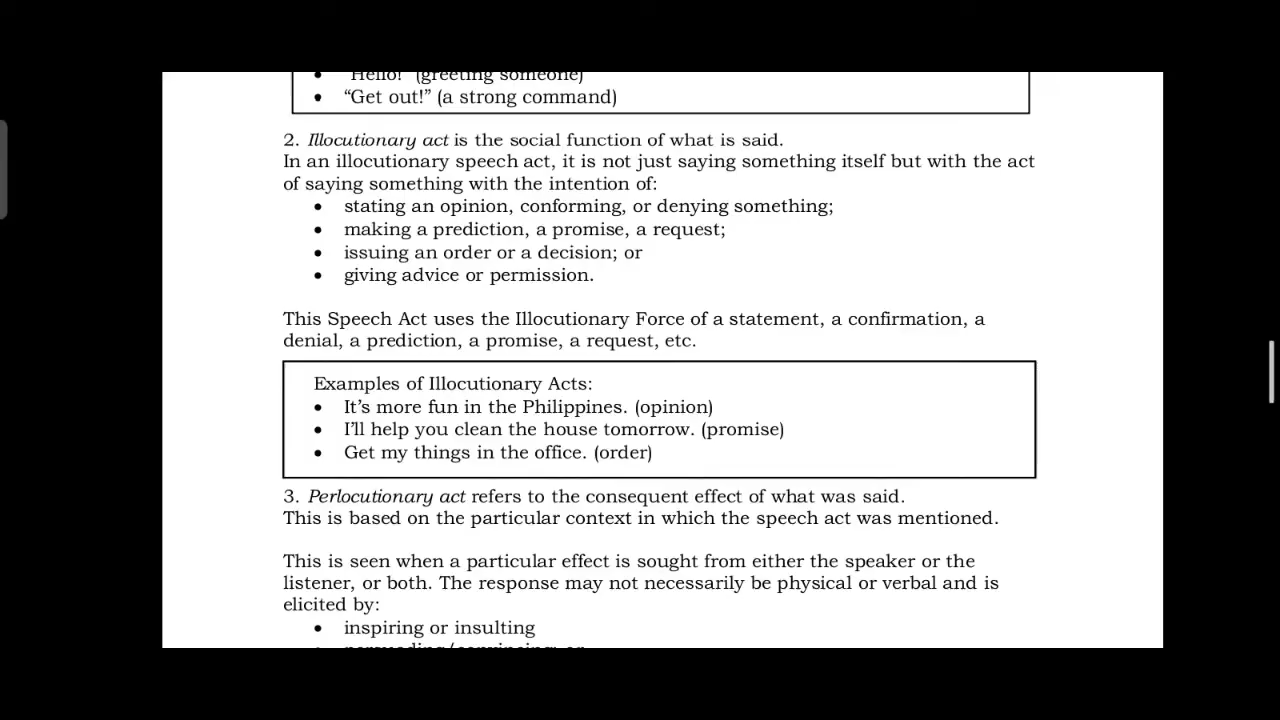 • "Hello!" (greeting someone)
• “Get out!” (a strong command)
2. Illocutionary act is the social function of what is said.
In an illocutionary speech act, it is not just saying something itself but with the act
of saying something with the intention of:
• stating an opinion, conforming, or denying something;
• making a prediction, a promise, a request;
• issuing an order or a decision; or
• giving advice or permission.
This Speech Act uses the Illocutionary Force of a statement, a confirmation, a
denial, a prediction, a promise, a request, etc.
Examples of Illocutionary Acts:
• It’s more fun in the Philippines. (opinion)
• I’ll help you clean the house tomorrow. (promise)
• Get my things in the office. (order)
3. Perlocutionary act refers to the consequent effect of what was said.
This is based on the particular context in which the speech act was mentioned.
This is seen when a particular effect is sought from either the speaker or the
listener, or both. The response may not necessarily be physical or verbal and is
elicited by:
• inspiring or insulting
• persuading/convincing; or